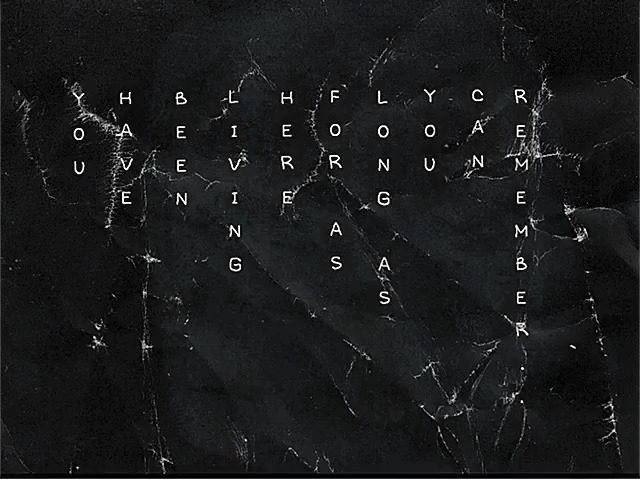 YOU
HAVE
BEEN
LIVING
HERE
FOR AS
LONG AS
YOU
CAN
REMEMBER.